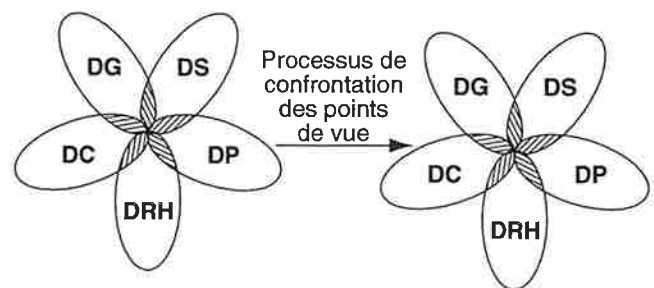 DG DS
DC DP
DRH
Processus de
confrontation
des points
de vue
DG DS
DC DP
DRH